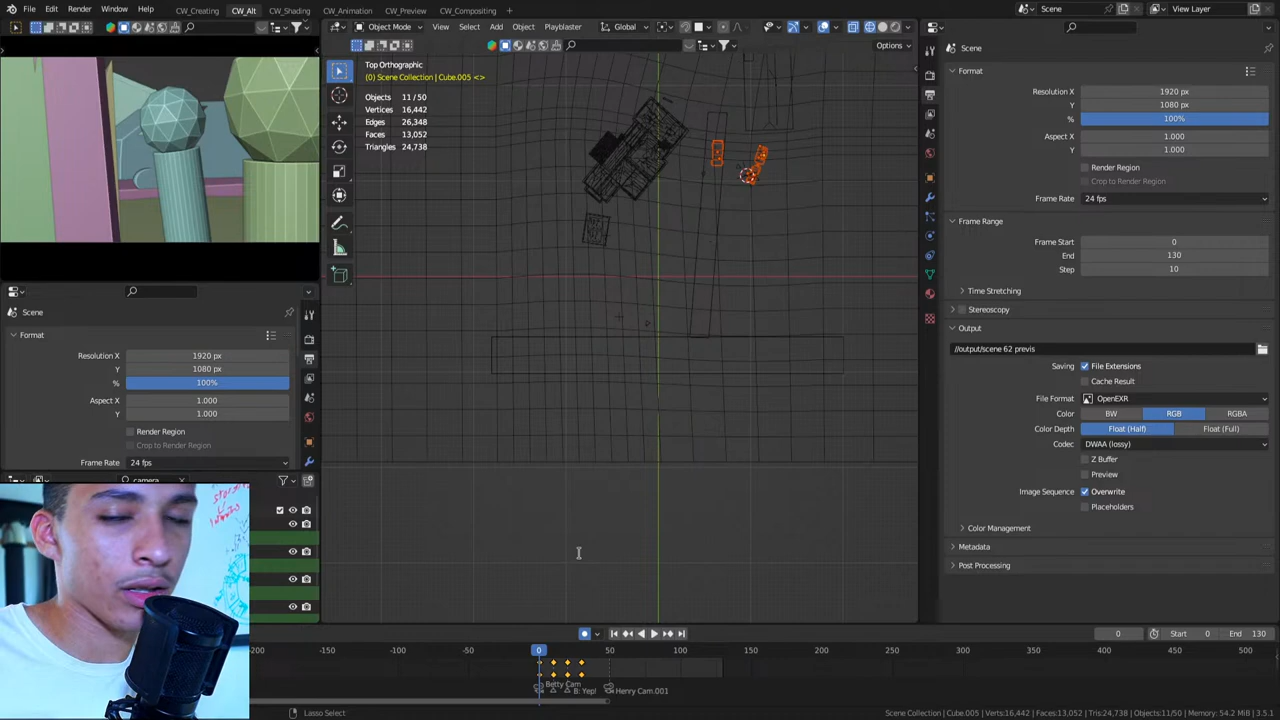 File Edit Render Window Help CW_Creating CW_Alt CW_Shading CW_Animation CW_Preview CW_Compositing Scene View Layer
Object Mode View Select Add Object Playblaster Global
Options
Top Orthographic
(0) Scene Collection | Cube.005 <>
Objects 11 / 50
Vertices 16,442
Edges 26,348
Faces 13,052
Triangles 24,738
Scene
Format
Resolution X 1920 px
Y 1080 px
% 100%
Aspect X 1.000
Y 1.000
Render Region
Crop to Render Region
Frame Rate 24 fps
camera
Scene
Format
Resolution X 1920 px
Y 1080 px
% 100%
Aspect X 1.000
Y 1.000
Render Region
Crop to Render Region
Frame Rate 24 fps
Frame Range
Frame Start 0
End 130
Step 10
Time Stretching
Stereoscopy
Output
//output/scene 62 previs
Saving File Extensions
Cache Result
File Format OpenEXR
Color BW RGB RGBA
Color Depth Float (Half) Float (Full)
Codec DWAA (lossy)
Z Buffer
Preview
Image Sequence Overwrite
Placeholders
Color Management
Metadata
Post Processing
0 Start 0 End 130
-200 -150 -100 -50 0 50 100 150 200 250 300 350 400 450 500
Betty Cam
B: Yep! Henry Cam.001
Lasso Select
Scene Collection | Cube.005 | Verts:16,442 | Faces:13,052 | Tris:24,738 | Objects:11/50 | Memory: 54.2 MiB | 3.5.1